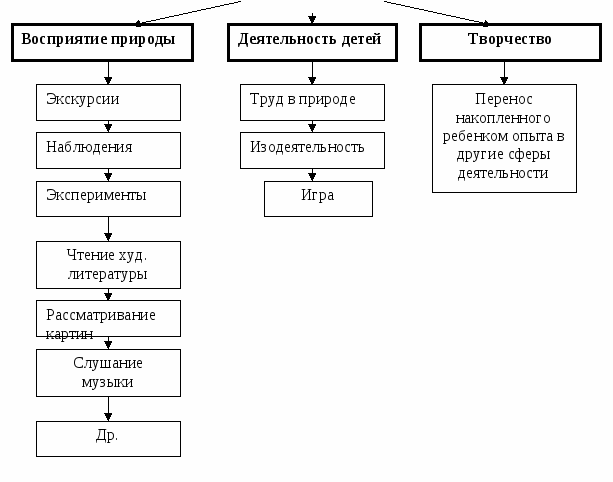 Восприятие природы
Экскурсии
Наблюдения
Эксперименты
Чтение худ.
литературы
Рассматривание
картин
Слушание
музыки
Др.
Деятельность детей
Труд в природе
Изодеятельность
Игра
Творчество
Перенос
накопленного
ребенком опыта в
другие сферы
деятельности